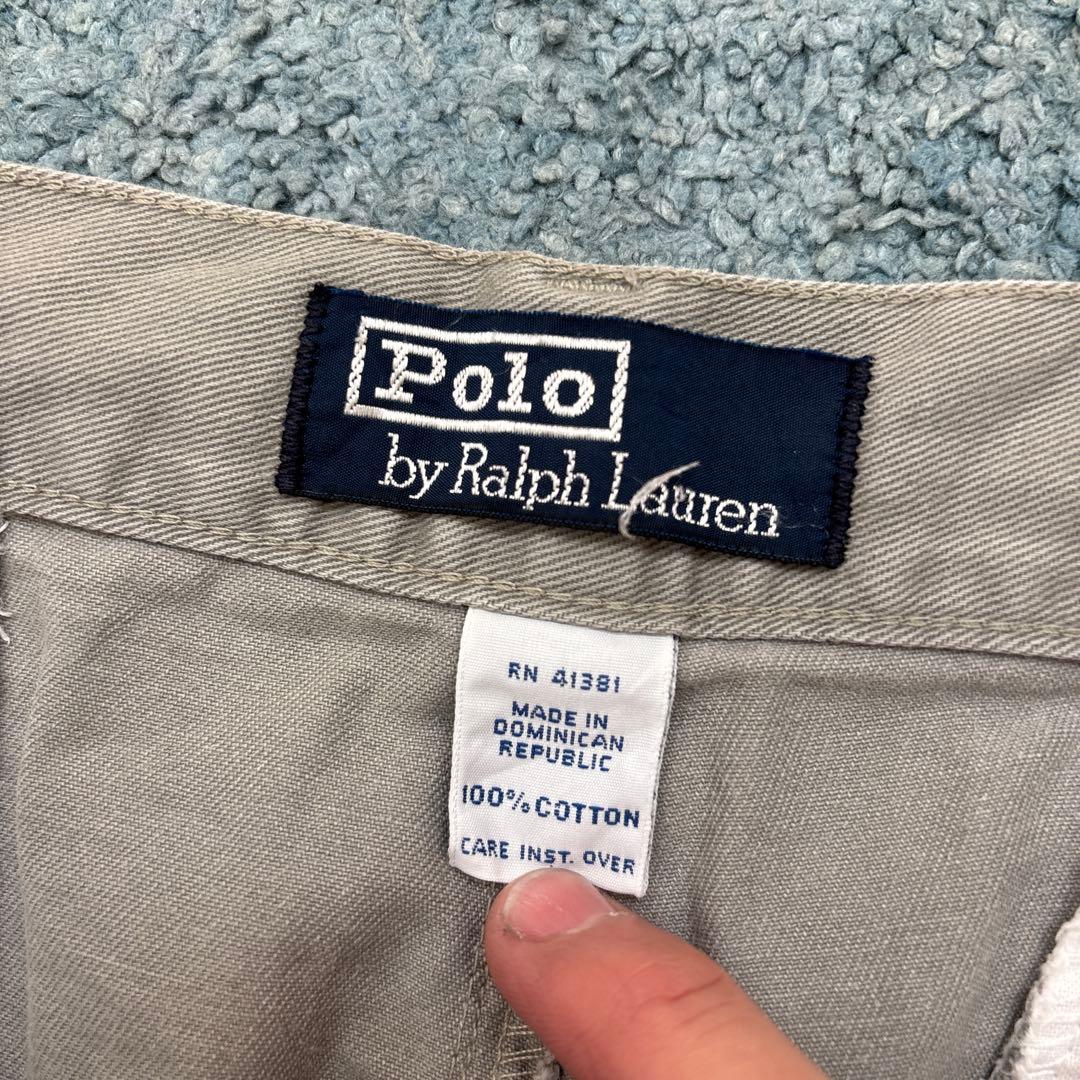 Polo
by Ralph Lauren
RN 41381
MADE IN
DOMINICAN
REPUBLIC
100% COTTON
CARE INST. OVER